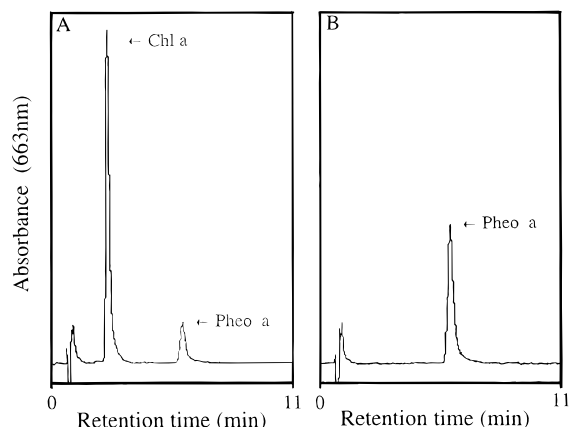 A
← Chl a
← Pheo a
Absorbance (663nm)
0
11
Retention time (min)
B
← Pheo a
0
11
Retention time (min)